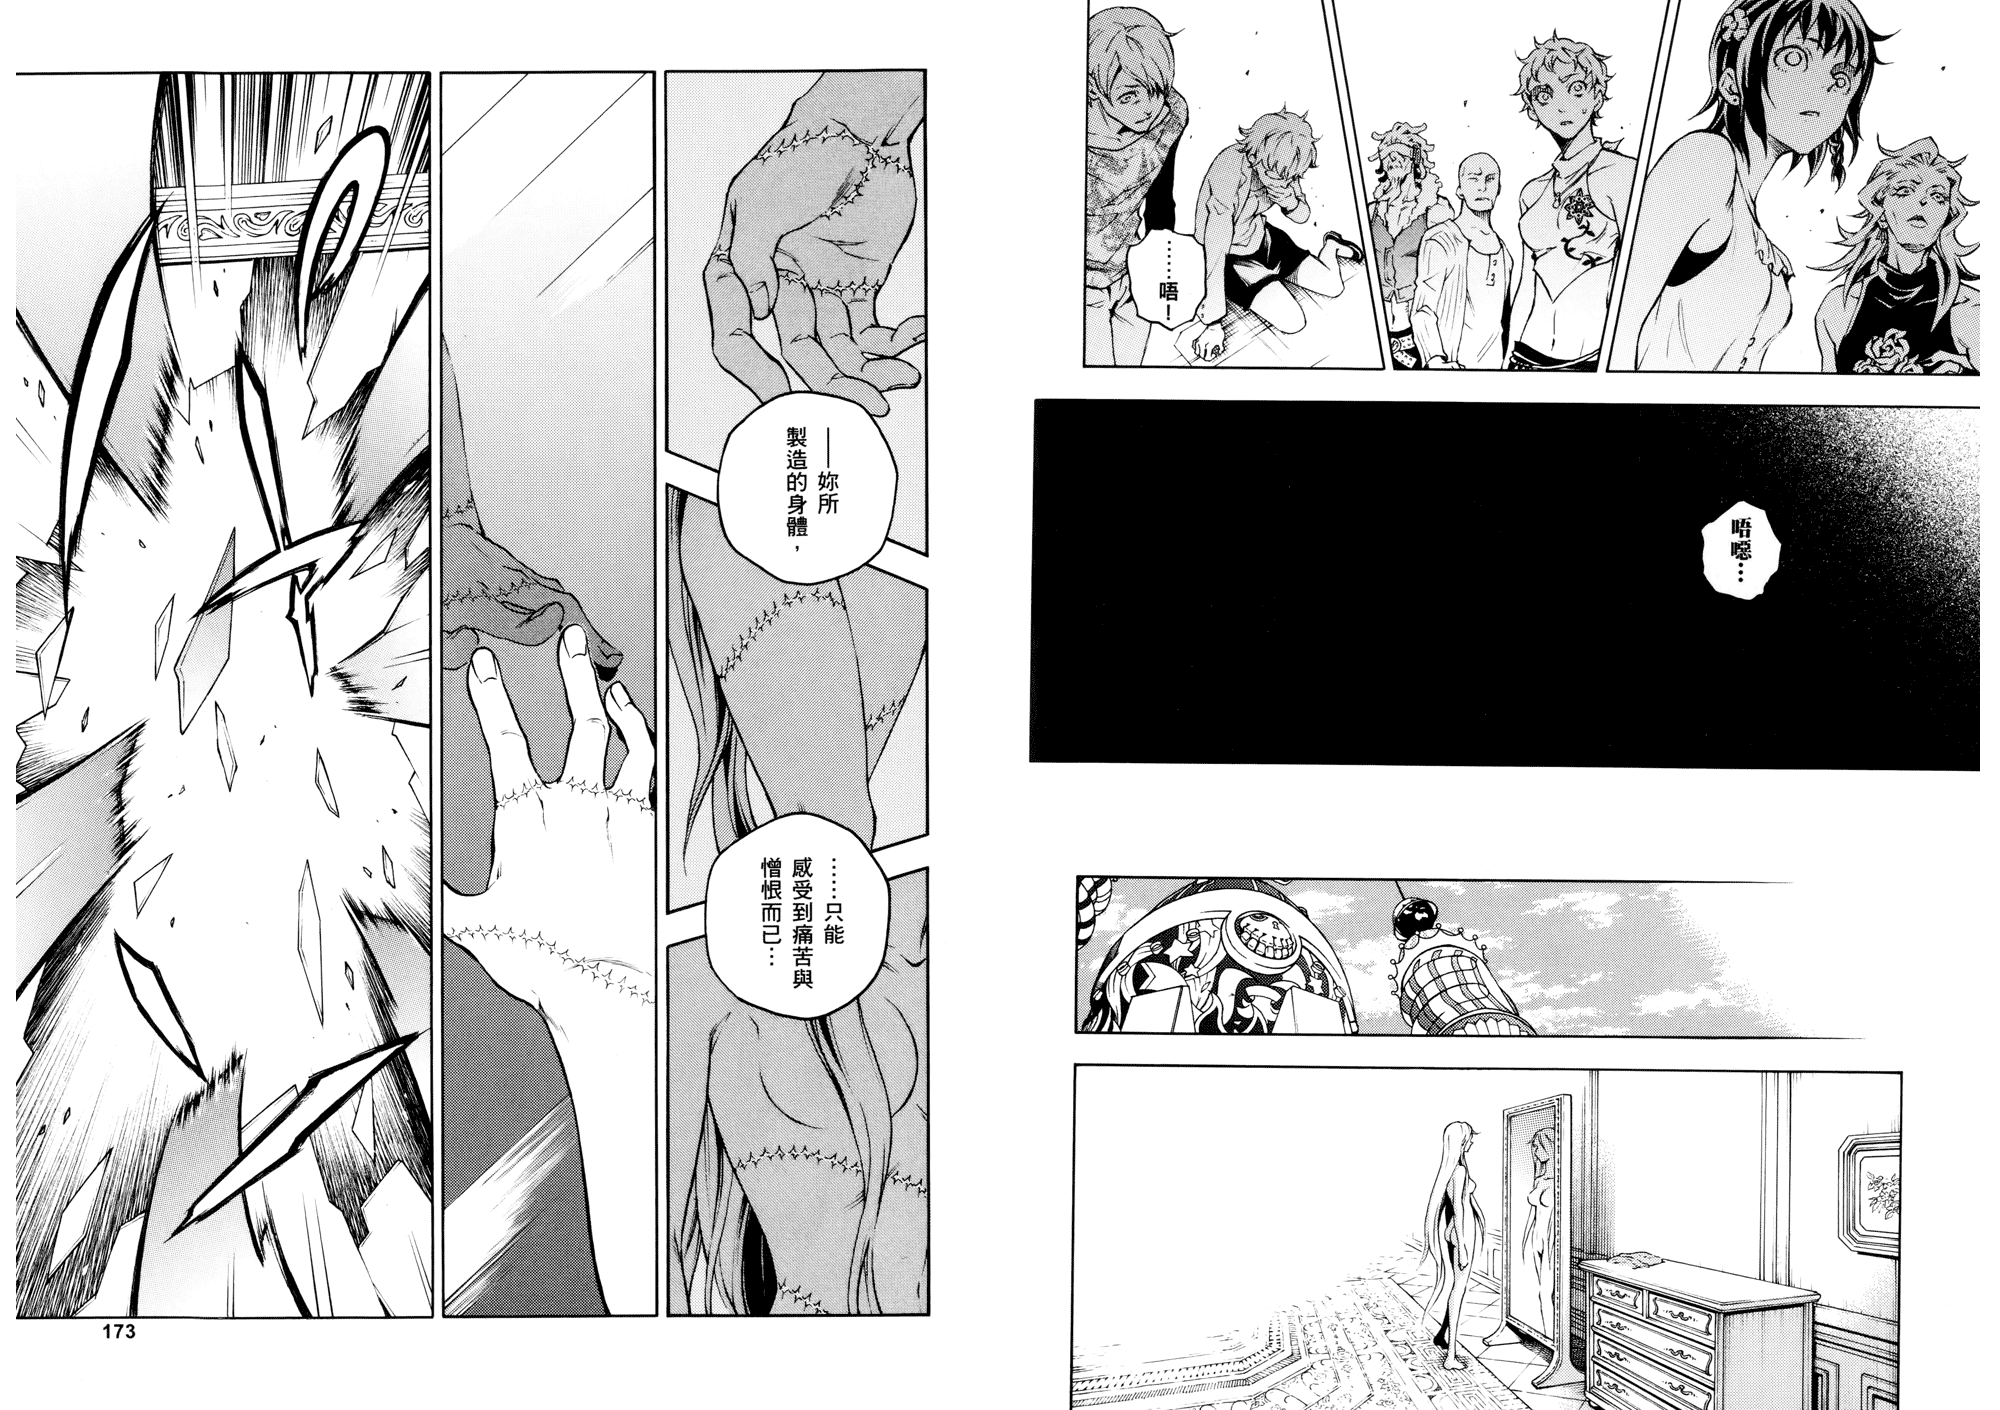 ……唔！
唔噁…
——妳所
製造的身體，
……只能
感受到痛苦與
憎恨而已…
173